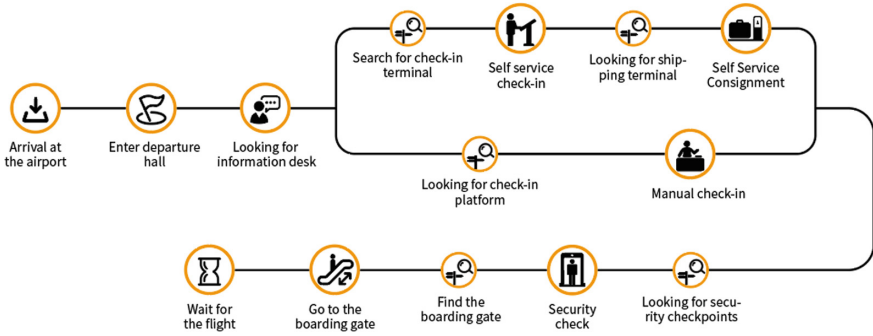 Search for check-in
terminal
Self service
check-in
Looking for ship-
ping terminal
Self Service
Consignment
Arrival at
the airport
Enter departure
hall
Looking for
information desk
Looking for check-in
platform
Manual check-in
Wait for
the flight
Go to the
boarding gate
Find the
boarding gate
Security
check
Looking for secu-
rity checkpoints